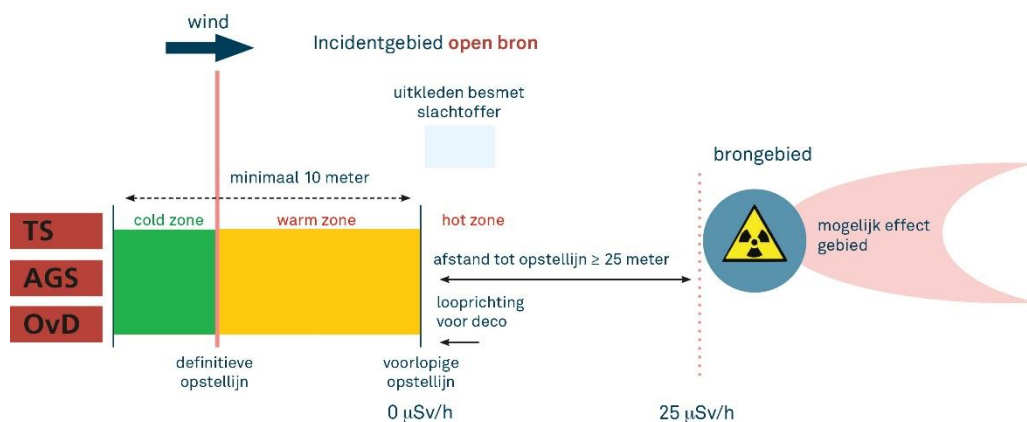 wind
Incidentgebied open bron
uitkleden besmet
slachtoffer
brongebied
minimaal 10 meter
TS
cold zone
warm zone
hot zone
mogelijk effect
gebied
AGS
afstand tot opstellijn ≥ 25 meter
OvD
looprichting
voor deco
definitieve
opstellijn
voorlopige
opstellijn
0 µSv/h
25 µSv/h